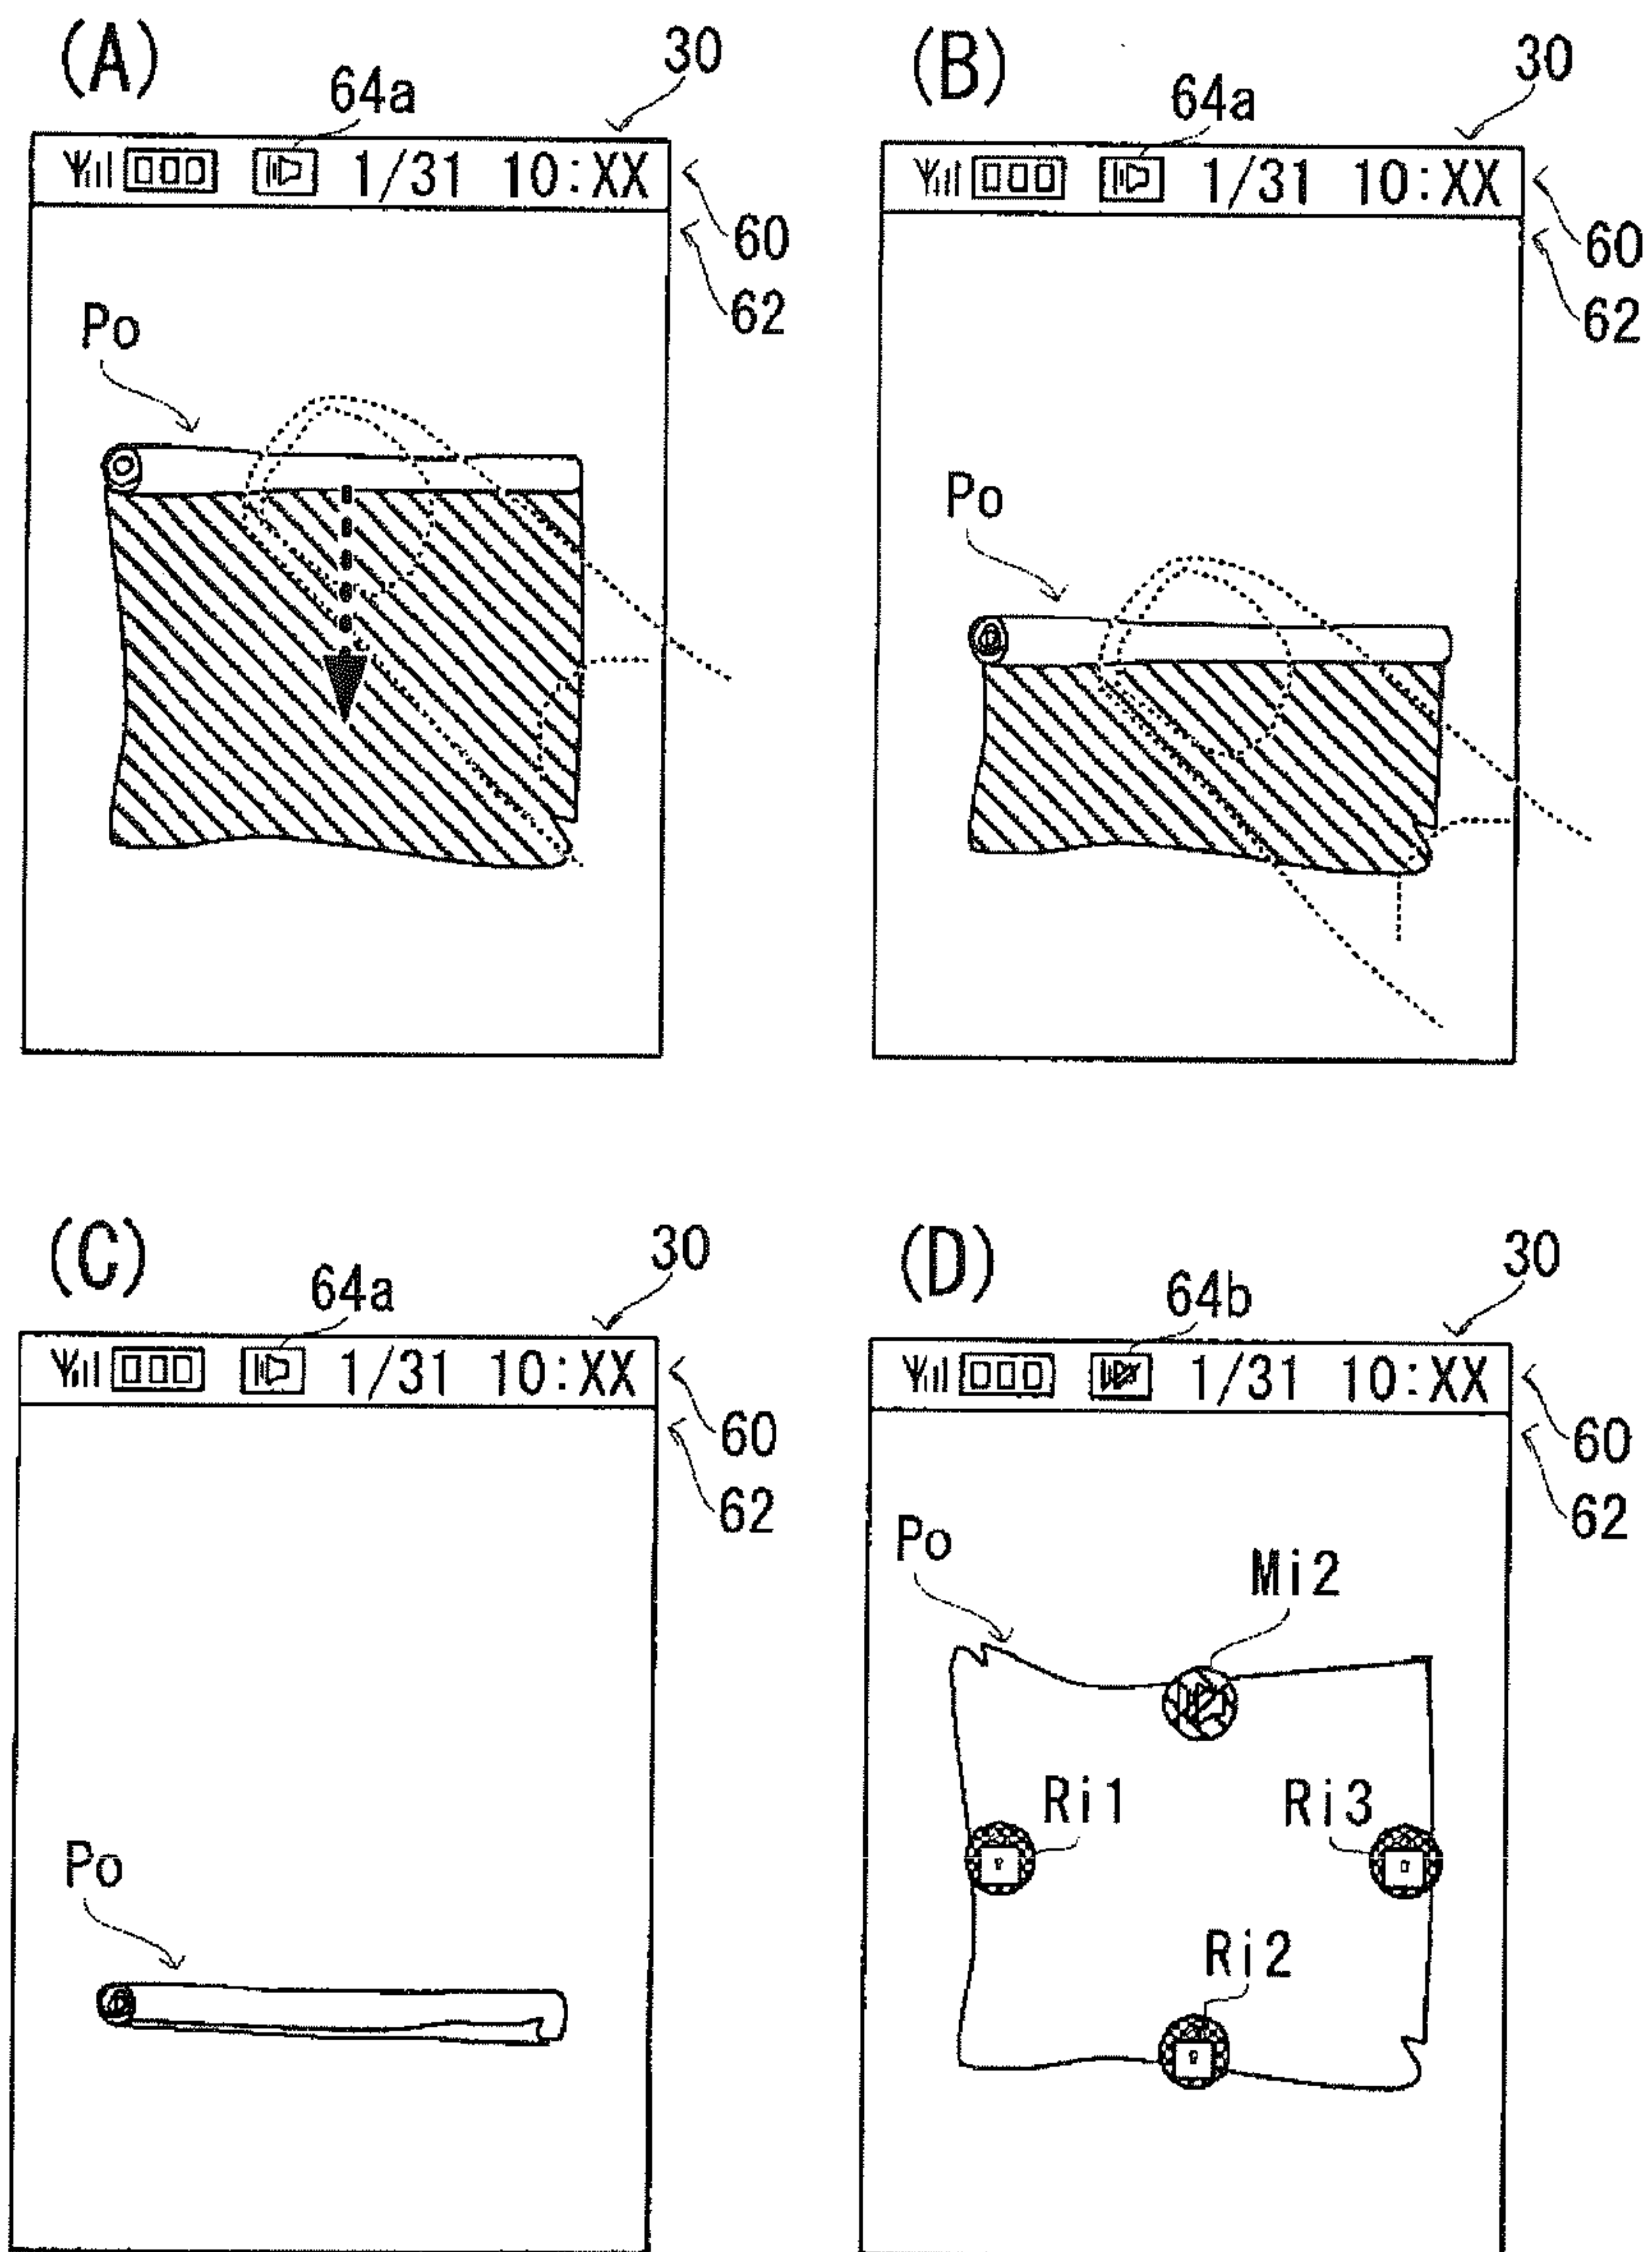 (A)
30
64a
1/31 10:XX
60
62
Po
(B)
30
64a
1/31 10:XX
60
62
Po
(C)
30
64a
1/31 10:XX
60
62
Po
(D)
30
64b
1/31 10:XX
60
62
Po
Mi2
Ri1
Ri3
Ri2